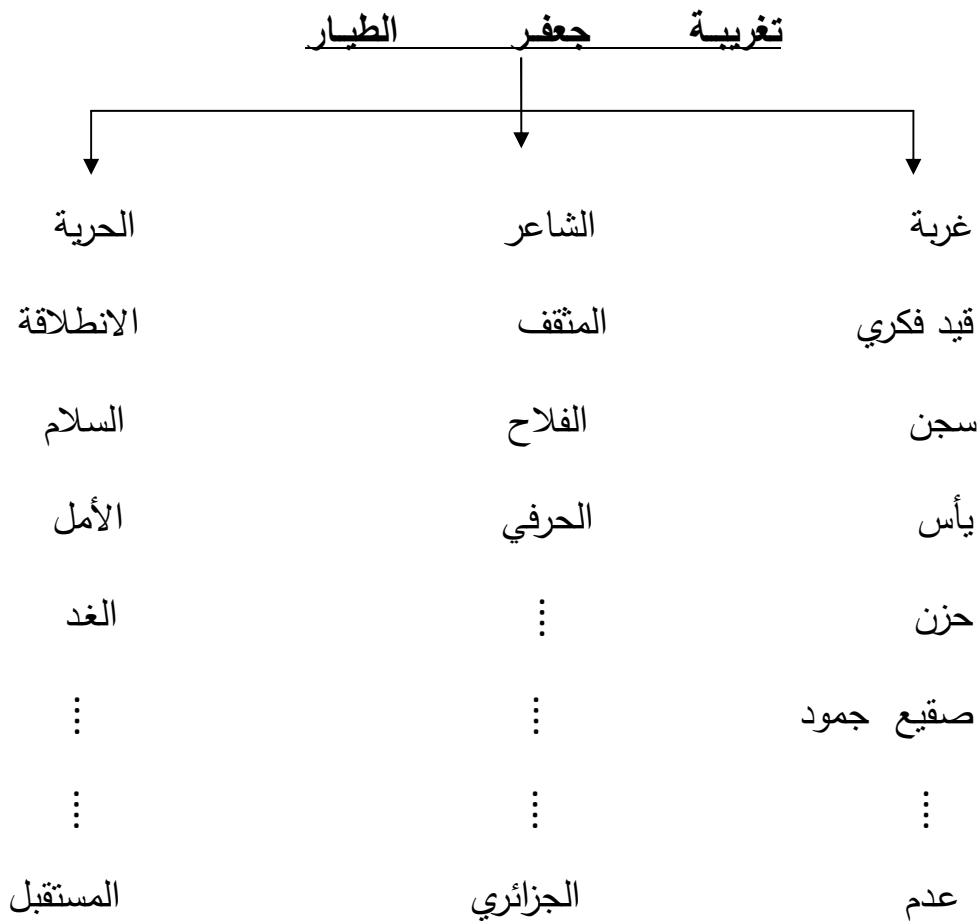 تغريبة جعفر الطيار
غربة الشاعر الحرية
قيد فكري المثقف الانطلاقة
سجن الفلاح السلام
يأس الحرفي الأمل
حزن ⁞ الغد
صقيع جمود ⁞ ⁞
⁞ ⁞ ⁞
عدم الجزائري المستقبل